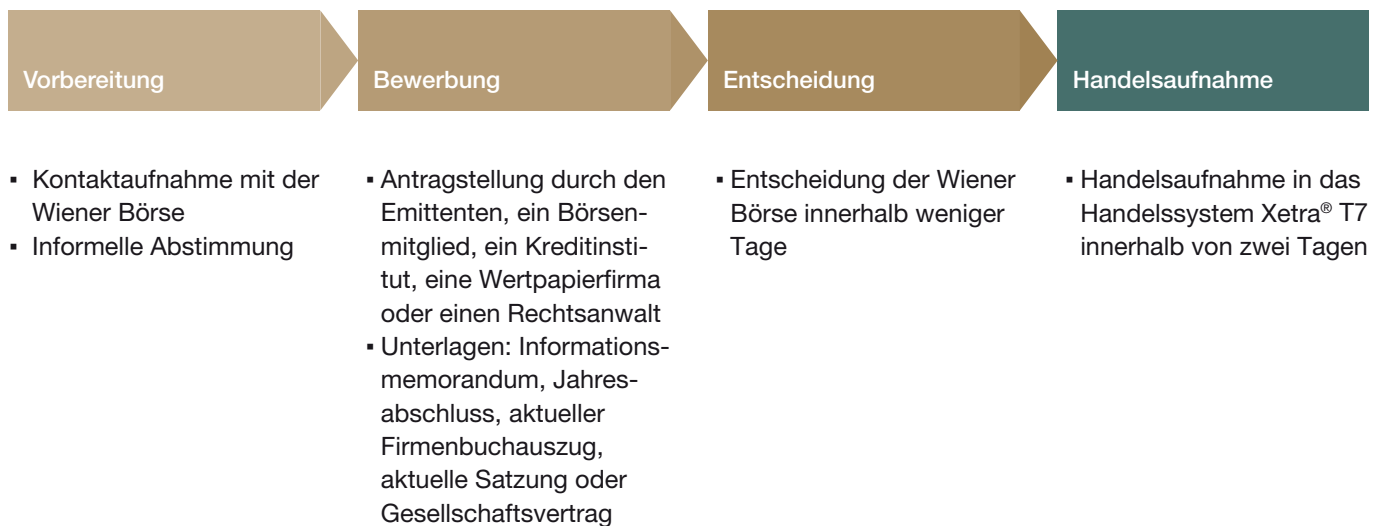 Vorbereitung
Bewerbung
Entscheidung
Handelsaufnahme
▪ Kontaktaufnahme mit der
Wiener Börse
▪ Informelle Abstimmung
▪ Antragstellung durch den
Emittenten, ein Börsen-
mitglied, ein Kreditinsti-
tut, eine Wertpapierfirma
oder einen Rechtsanwalt
▪ Unterlagen: Informations-
memorandum, Jahres-
abschluss, aktueller
Firmenbuchauszug,
aktuelle Satzung oder
Gesellschaftsvertrag
▪ Entscheidung der Wiener
Börse innerhalb weniger
Tage
▪ Handelsaufnahme in das
Handelssystem Xetra® T7
innerhalb von zwei Tagen